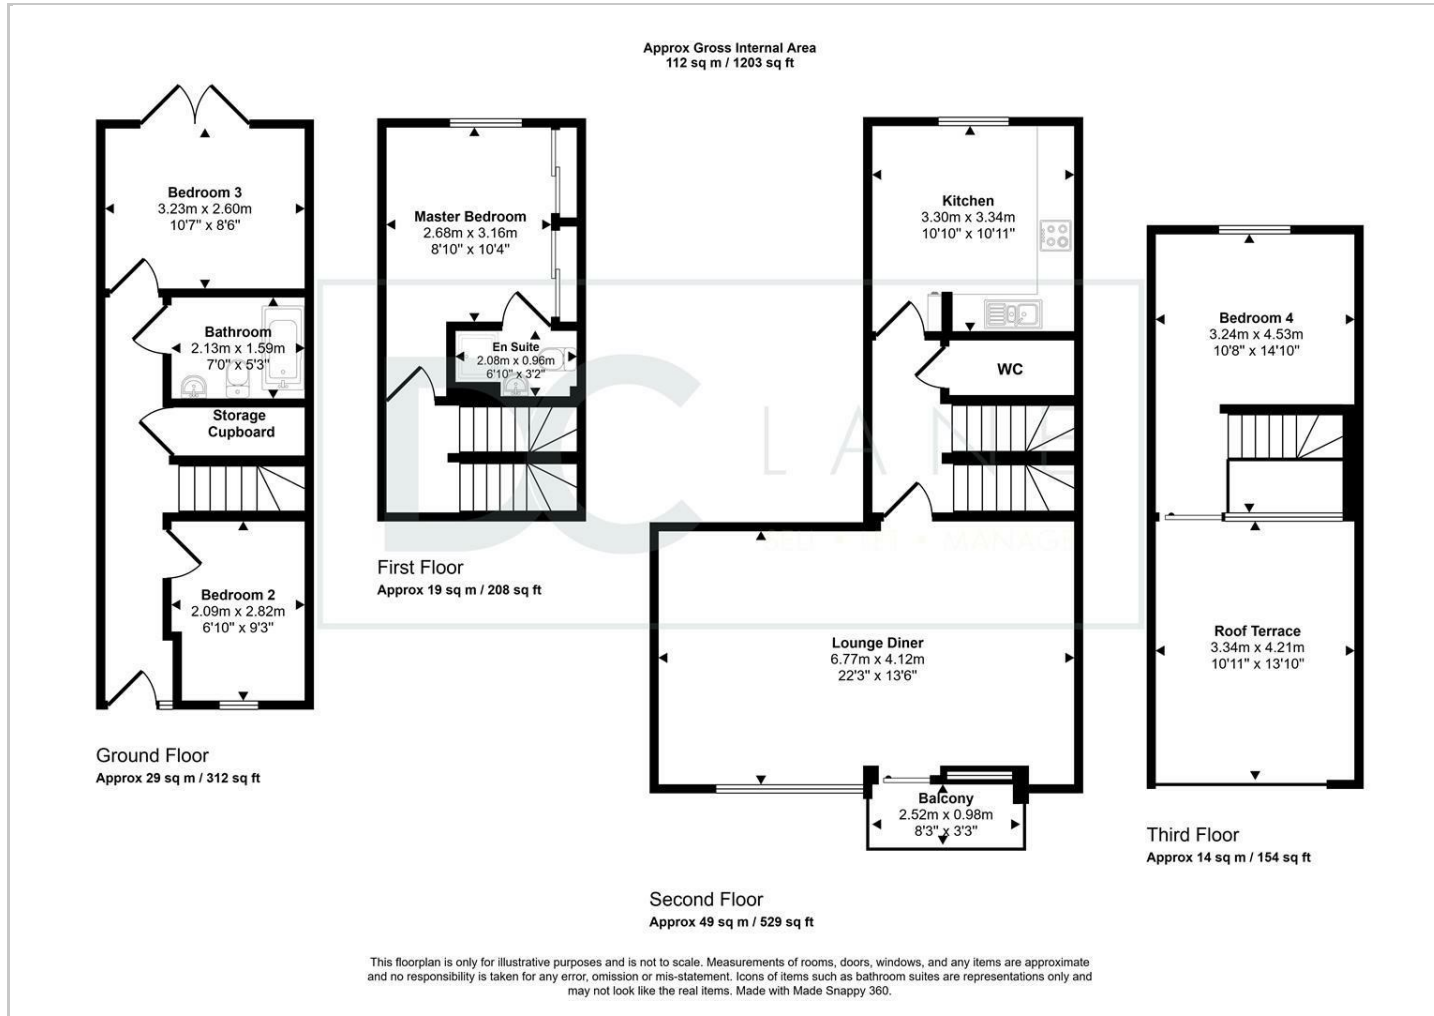 Approx Gross Internal Area
112 sq m / 1203 sq ft
Bedroom 3
3.23m x 2.60m
10'7" x 8'6"
Bathroom
2.13m x 1.59m
7'0" x 5'3"
Storage
Cupboard
Bedroom 2
2.09m x 2.82m
6'10" x 9'3"
Ground Floor
Approx 29 sq m / 312 sq ft
Master Bedroom
2.68m x 3.16m
8'10" x 10'4"
En Suite
2.08m x 0.96m
6'10" x 3'2"
First Floor
Approx 19 sq m / 208 sq ft
Kitchen
3.30m x 3.34m
10'10" x 10'11"
WC
Lounge Diner
6.77m x 4.12m
22'3" x 13'6"
Balcony
2.52m x 0.98m
8'3" x 3'3"
Second Floor
Approx 49 sq m / 529 sq ft
Bedroom 4
3.24m x 4.53m
10'8" x 14'10"
Roof Terrace
3.34m x 4.21m
10'11" x 13'10"
Third Floor
Approx 14 sq m / 154 sq ft
DC LANE
SELL • LET • MANAGE
This floorplan is only for illustrative purposes and is not to scale. Measurements of rooms, doors, windows, and any items are approximate
and no responsibility is taken for any error, omission or mis-statement. Icons of items such as bathroom suites are representations only and
may not look like the real items. Made with Made Snappy 360.